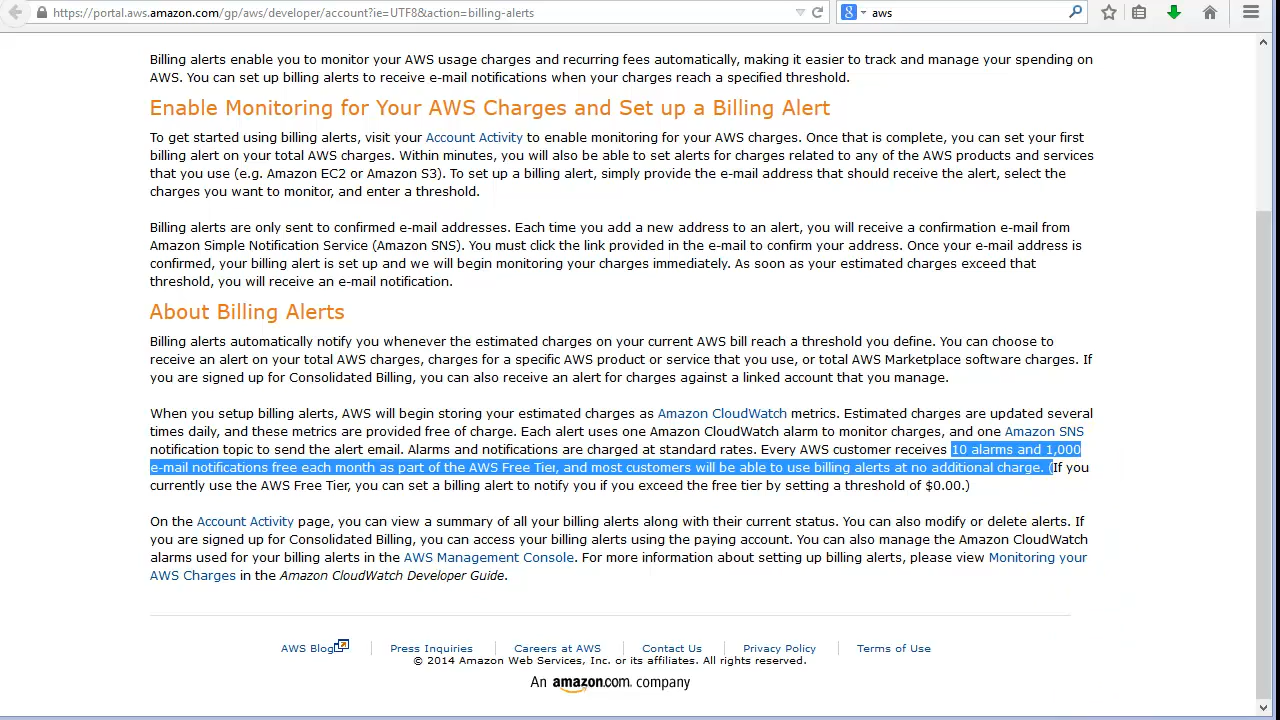 https://portal.aws.amazon.com/gp/aws/developer/account?ie=UTF8&action=billing-alerts
aws
Billing alerts enable you to monitor your AWS usage charges and recurring fees automatically, making it easier to track and manage your spending on
AWS. You can set up billing alerts to receive e-mail notifications when your charges reach a specified threshold.
Enable Monitoring for Your AWS Charges and Set up a Billing Alert
To get started using billing alerts, visit your Account Activity to enable monitoring for your AWS charges. Once that is complete, you can set your first
billing alert on your total AWS charges. Within minutes, you will also be able to set alerts for charges related to any of the AWS products and services
that you use (e.g. Amazon EC2 or Amazon S3). To set up a billing alert, simply provide the e-mail address that should receive the alert, select the
charges you want to monitor, and enter a threshold.
Billing alerts are only sent to confirmed e-mail addresses. Each time you add a new address to an alert, you will receive a confirmation e-mail from
Amazon Simple Notification Service (Amazon SNS). You must click the link provided in the e-mail to confirm your address. Once your e-mail address is
confirmed, your billing alert is set up and we will begin monitoring your charges immediately. As soon as your estimated charges exceed that
threshold, you will receive an e-mail notification.
About Billing Alerts
Billing alerts automatically notify you whenever the estimated charges on your current AWS bill reach a threshold you define. You can choose to
receive an alert on your total AWS charges, charges for a specific AWS product or service that you use, or total AWS Marketplace software charges. If
you are signed up for Consolidated Billing, you can also receive an alert for charges against a linked account that you manage.
When you setup billing alerts, AWS will begin storing your estimated charges as Amazon CloudWatch metrics. Estimated charges are updated several
times daily, and these metrics are provided free of charge. Each alert uses one Amazon CloudWatch alarm to monitor charges, and one Amazon SNS
notification topic to send the alert email. Alarms and notifications are charged at standard rates. Every AWS customer receives 10 alarms and 1,000
e-mail notifications free each month as part of the AWS Free Tier, and most customers will be able to use billing alerts at no additional charge. (If you
currently use the AWS Free Tier, you can set a billing alert to notify you if you exceed the free tier by setting a threshold of $0.00.)
On the Account Activity page, you can view a summary of all your billing alerts along with their current status. You can also modify or delete alerts. If
you are signed up for Consolidated Billing, you can access your billing alerts using the paying account. You can also manage the Amazon CloudWatch
alarms used for your billing alerts in the AWS Management Console. For more information about setting up billing alerts, please view Monitoring your
AWS Charges in the Amazon CloudWatch Developer Guide.
AWS Blog Press Inquiries Careers at AWS Contact Us Privacy Policy Terms of Use
© 2014 Amazon Web Services, Inc. or its affiliates. All rights reserved.
An amazon.com company